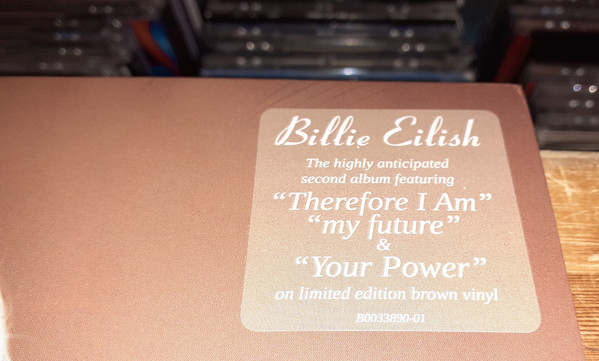 Billie Eilish
The highly anticipated
second album featuring
“Therefore I Am”
“my future”
&
“Your Power”
on limited edition brown vinyl
B0033890-01